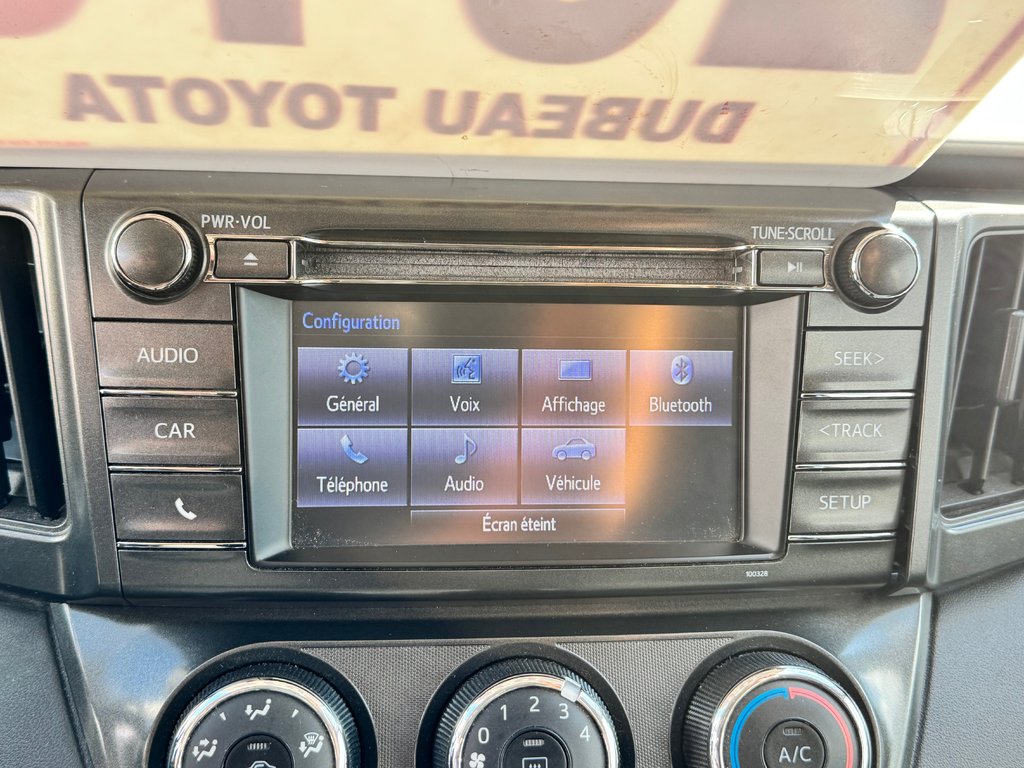 DUBEAU TOYOTA
PWR·VOL
TUNE·SCROLL
AUDIO
CAR
Configuration
Général
Voix
Affichage
Bluetooth
Téléphone
Audio
Véhicule
Écran éteint
SEEK>
<TRACK
SETUP
100328
0 1 2 3 4
A/C